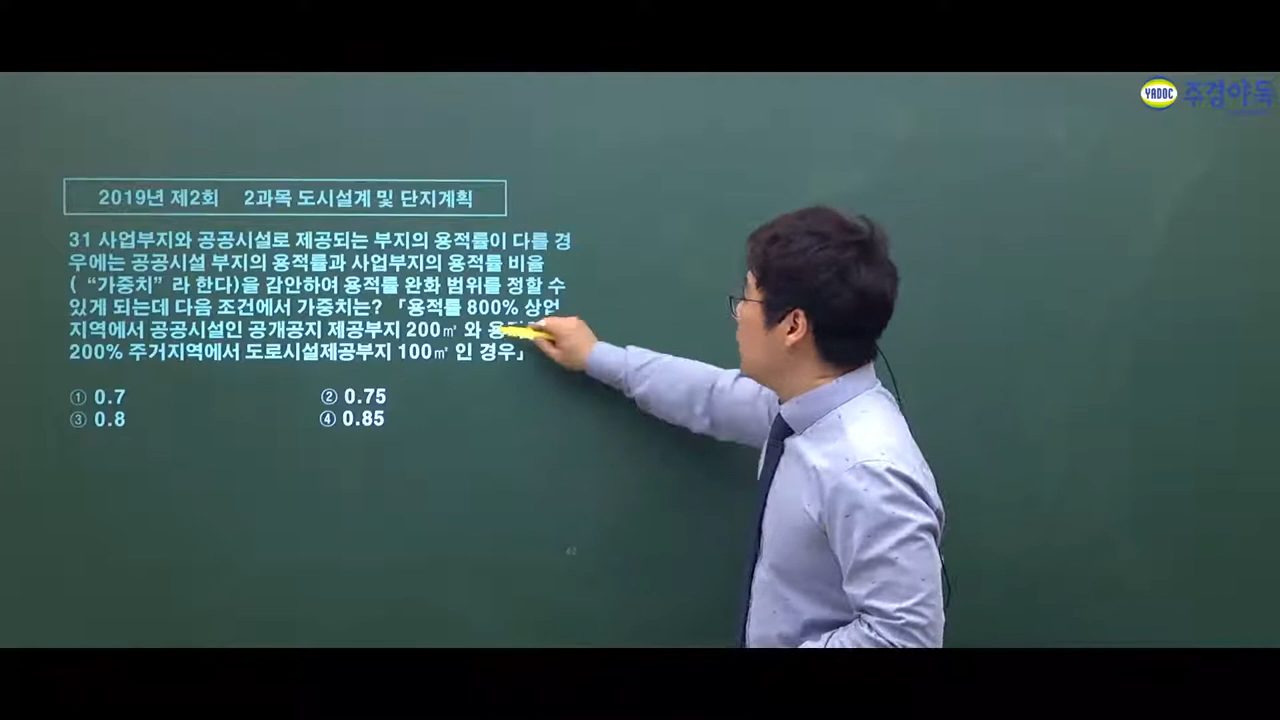 YADOC 주경야독
2019년 제2회 2과목 도시설계 및 단지계획
31 사업부지와 공공시설로 제공되는 부지의 용적률이 다를 경
우에는 공공시설 부지의 용적률과 사업부지의 용적률 비율
( “가중치” 라 한다)을 감안하여 용적률 완화 범위를 정할 수
있게 되는데 다음 조건에서 가중치는? 「용적률 800% 상업
지역에서 공공시설인 공개공지 제공부지 200㎡ 와
200% 주거지역에서 도로시설제공부지 100㎡ 인 경우」
① 0.7 ② 0.75
③ 0.8 ④ 0.85